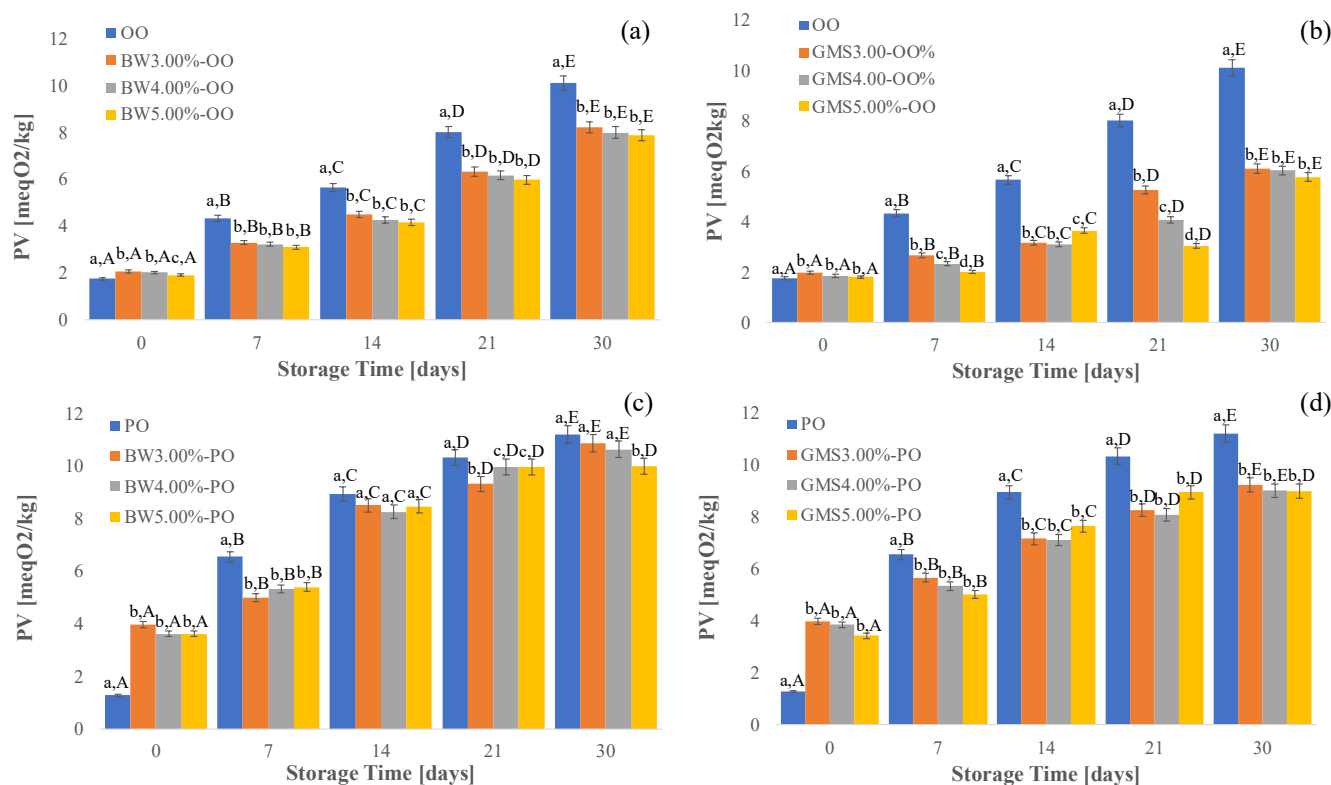 (a)
OO
BW3.00%-OO
BW4.00%-OO
BW5.00%-OO
PV [meqO2/kg]
12
10
8
6
4
2
0
a,A b,A b,A c,A
a,B b,B b,B b,B
a,C b,C b,C b,C
a,D b,D b,D b,D
a,E b,E b,E b,E
0 7 14 21 30
Storage Time [days]
(b)
OO
GMS3.00-OO%
GMS4.00-OO%
GMS5.00%-OO
PV [meqO2kg]
12
10
8
6
4
2
0
a,A b,A b,A b,A
a,B b,B c,B d,B
a,C b,C b,C c,C
a,D b,D c,D d,D
a,E b,E b,E b,E
0 7 14 21 30
Storage Time [days]
(c)
PO
BW3.00%-PO
BW4.00%-PO
BW5.00%-PO
PV [meqO2/kg]
12
10
8
6
4
2
0
a,A b,A b,A b,A
a,B b,B b,B b,B
a,C a,C a,C a,C
a,D b,D c,D c,D
a,E a,E a,E b,D
0 7 14 21 30
Storage Time [days]
(d)
PO
GMS3.00%-PO
GMS4.00%-PO
GMS5.00%-PO
PV [meqO2/kg]
12
10
8
6
4
2
0
a,A b,A b,A b,A
a,B b,B b,B b,B
a,C b,C b,C b,C
a,D b,D b,D b,D
a,E b,E b,E b,D
0 7 14 21 30
Storage Time [days]